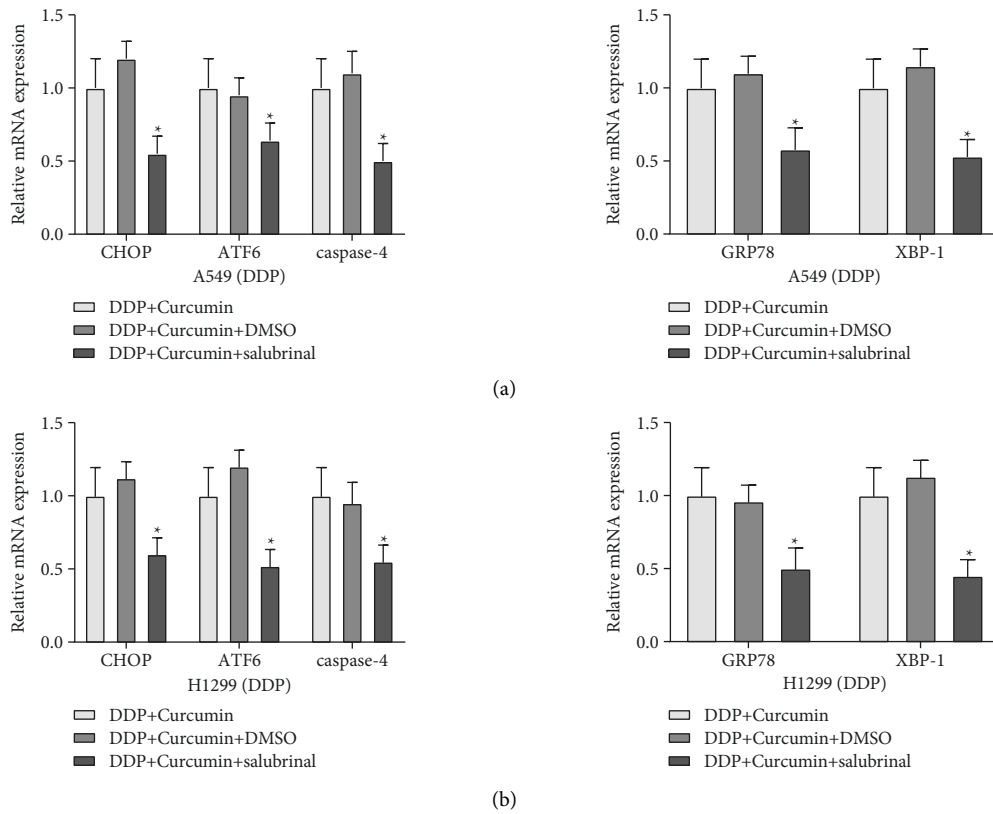 Relative mRNA expression
1.5
1.0
0.5
0.0
*
*
*
CHOP ATF6 caspase-4
A549 (DDP)
DDP+Curcumin
DDP+Curcumin+DMSO
DDP+Curcumin+salubrinal
Relative mRNA expression
1.5
1.0
0.5
0.0
*
*
GRP78 XBP-1
A549 (DDP)
DDP+Curcumin
DDP+Curcumin+DMSO
DDP+Curcumin+salubrinal
(a)
Relative mRNA expression
1.5
1.0
0.5
0.0
*
*
*
CHOP ATF6 caspase-4
H1299 (DDP)
DDP+Curcumin
DDP+Curcumin+DMSO
DDP+Curcumin+salubrinal
Relative mRNA expression
1.5
1.0
0.5
0.0
*
*
GRP78 XBP-1
H1299 (DDP)
DDP+Curcumin
DDP+Curcumin+DMSO
DDP+Curcumin+salubrinal
(b)